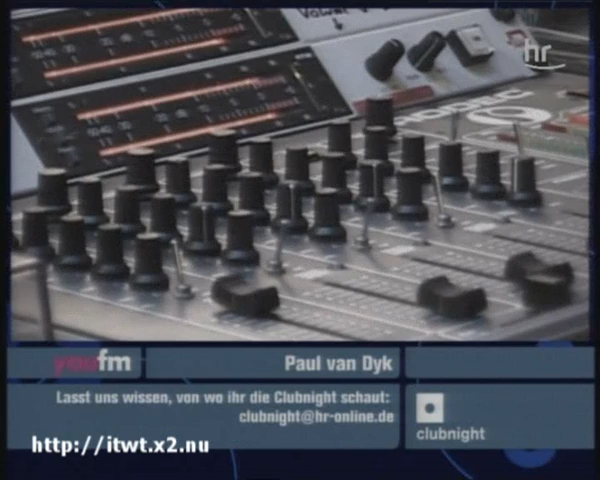 hr
RODEC
youfm
Paul van Dyk
Lasst uns wissen, von wo ihr die Clubnight schaut:
clubnight@hr-online.de
clubnight
http://itwt.x2.nu